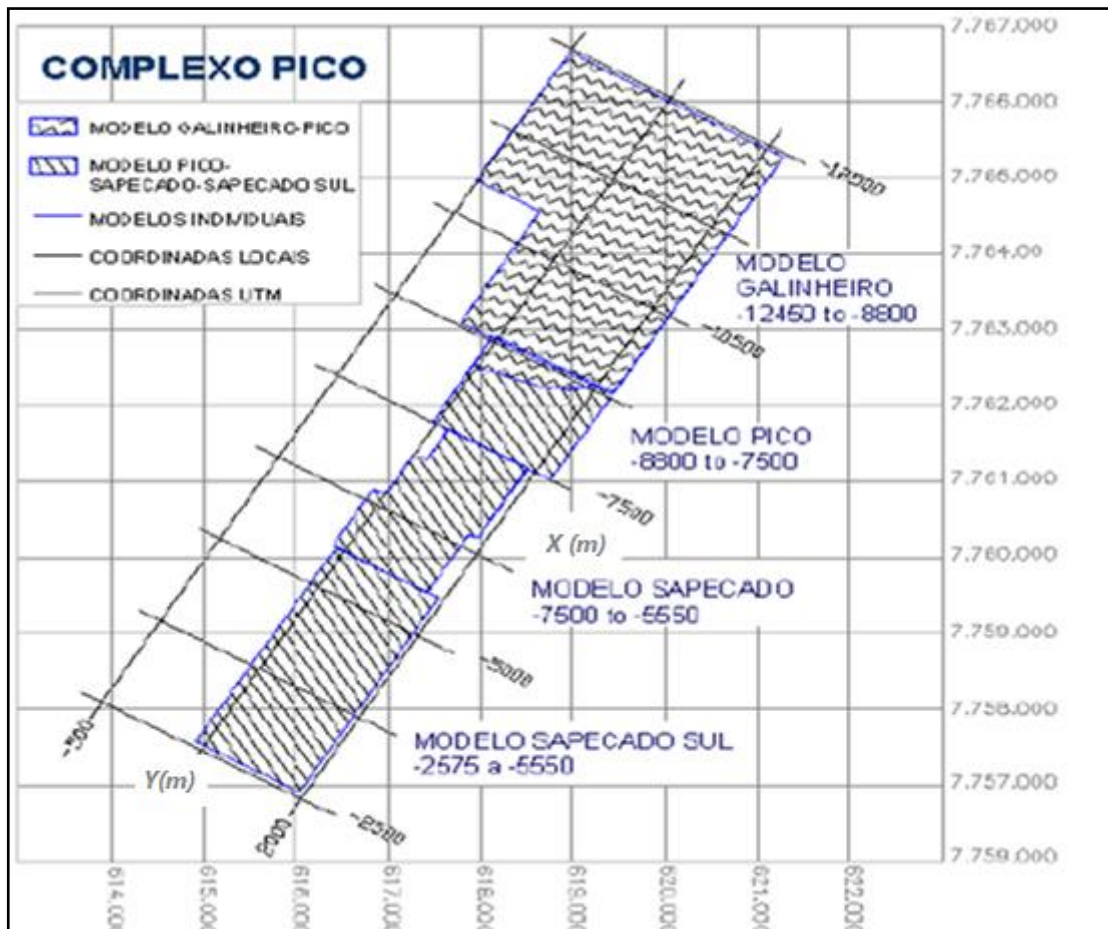 COMPLEXO PICO
MODELO GALINHEIRO-PICO
MODELO PICO-
SAPECADO-SAPECADO SUL
MODELOS INDIVIDUAIS
COORDINADAS LOCAIS
COORDINADAS UTM
7.767.000
7.766.000
7.765.000
7.764.00
7.763.000
7.762.000
7.761.000
7.760.000
7.759.000
7.758.000
7.757.000
7.759.000
-12000
MODELO
GALINHEIRO
-12450 to -8800
-10500
MODELO PICO
-8800 to -7500
-7500
X (m)
MODELO SAPECADO
-7500 to -5550
-5000
MODELO SAPECADO SUL
-2575 a -5550
-500
Y(m)
2000
-2500
614.000
615.000
616.000
617.000
618.000
619.000
620.000
621.000
622.000